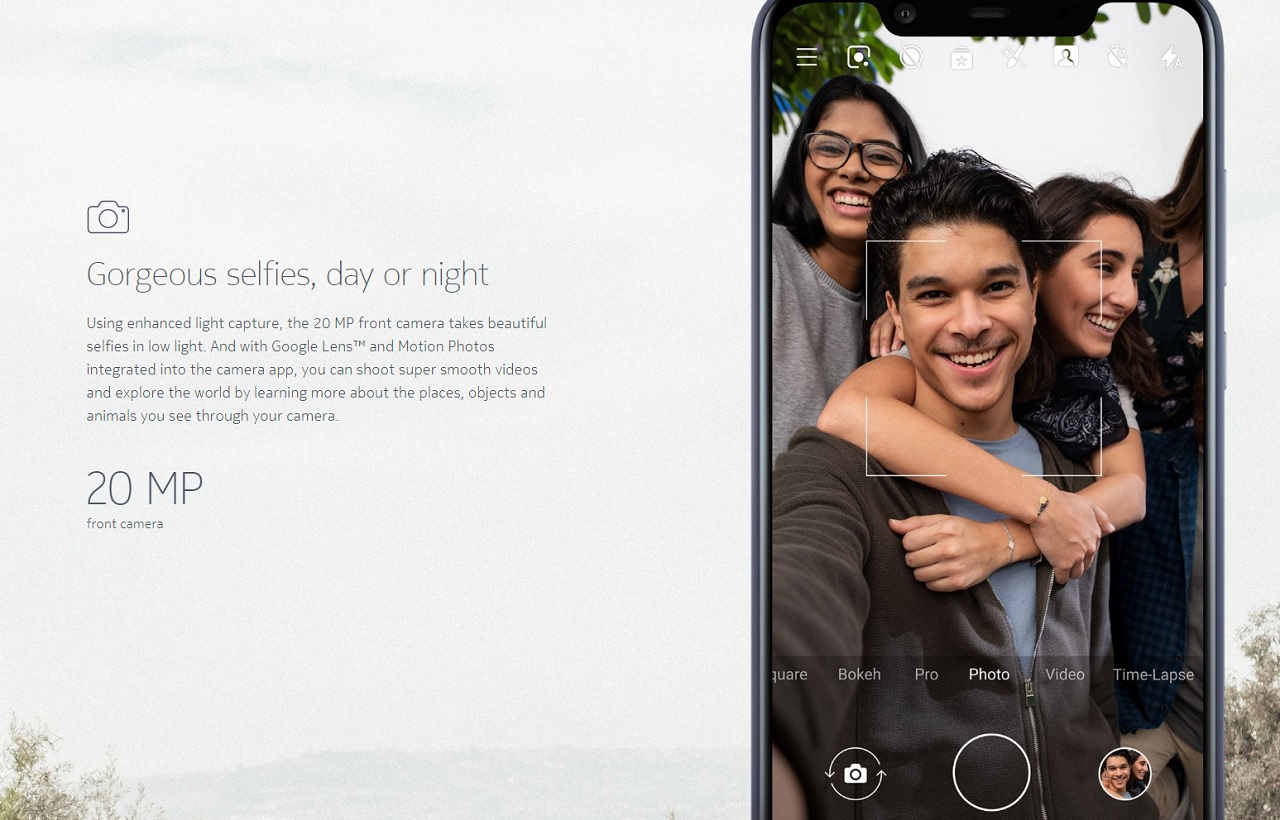 Gorgeous selfies, day or night
Using enhanced light capture, the 20 MP front camera takes beautiful
selfies in low light. And with Google Lens™ and Motion Photos
integrated into the camera app, you can shoot super smooth videos
and explore the world by learning more about the places, objects and
animals you see through your camera.
20 MP
front camera
quare Bokeh Pro Photo Video Time-Lapse